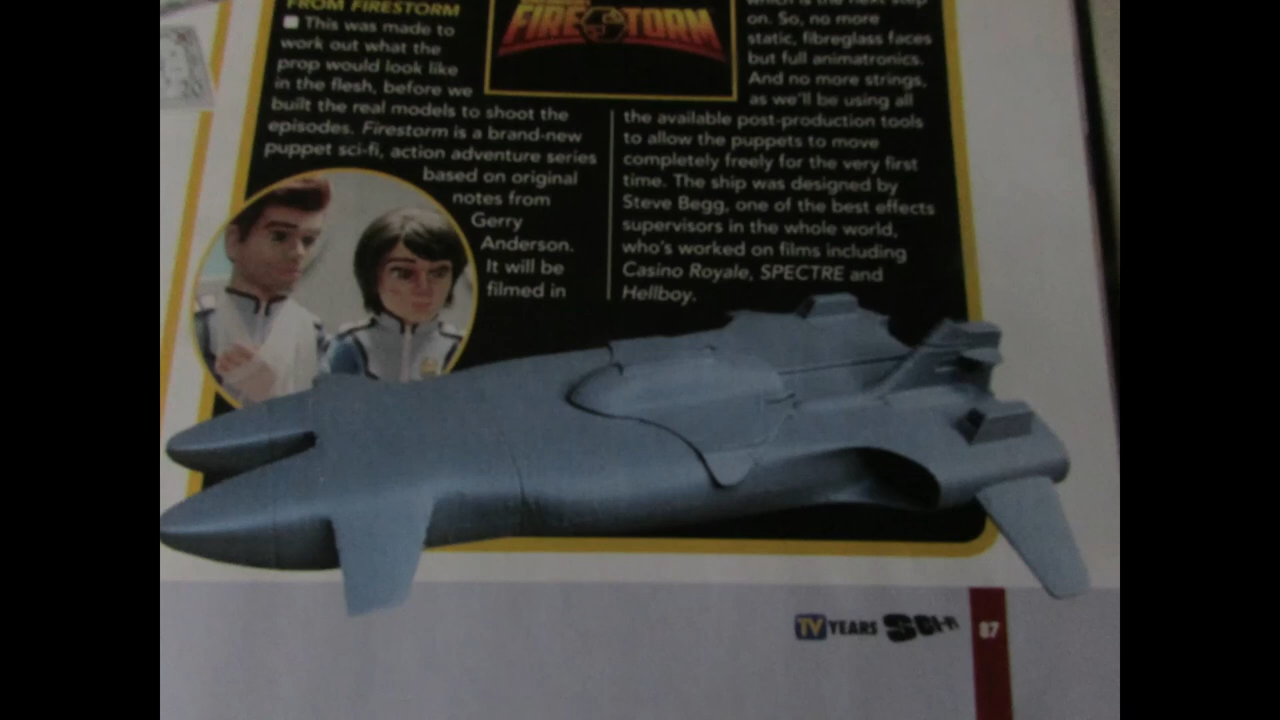 FROM FIRESTORM
■ This was made to
work out what the
prop would look like
in the flesh, before we
built the real models to shoot the
episodes. Firestorm is a brand-new
puppet sci-fi, action adventure series
based on original
notes from
Gerry
Anderson.
It will be
filmed in
FIRESTORM
which is the next step
on. So, no more
static, fibreglass faces
but full animatronics.
And no more strings,
as we'll be using all
the available post-production tools
to allow the puppets to move
completely freely for the very first
time. The ship was designed by
Steve Begg, one of the best effects
supervisors in the whole world,
who's worked on films including
Casino Royale, SPECTRE and
Hellboy.
TV YEARS SCI-FI 87
20